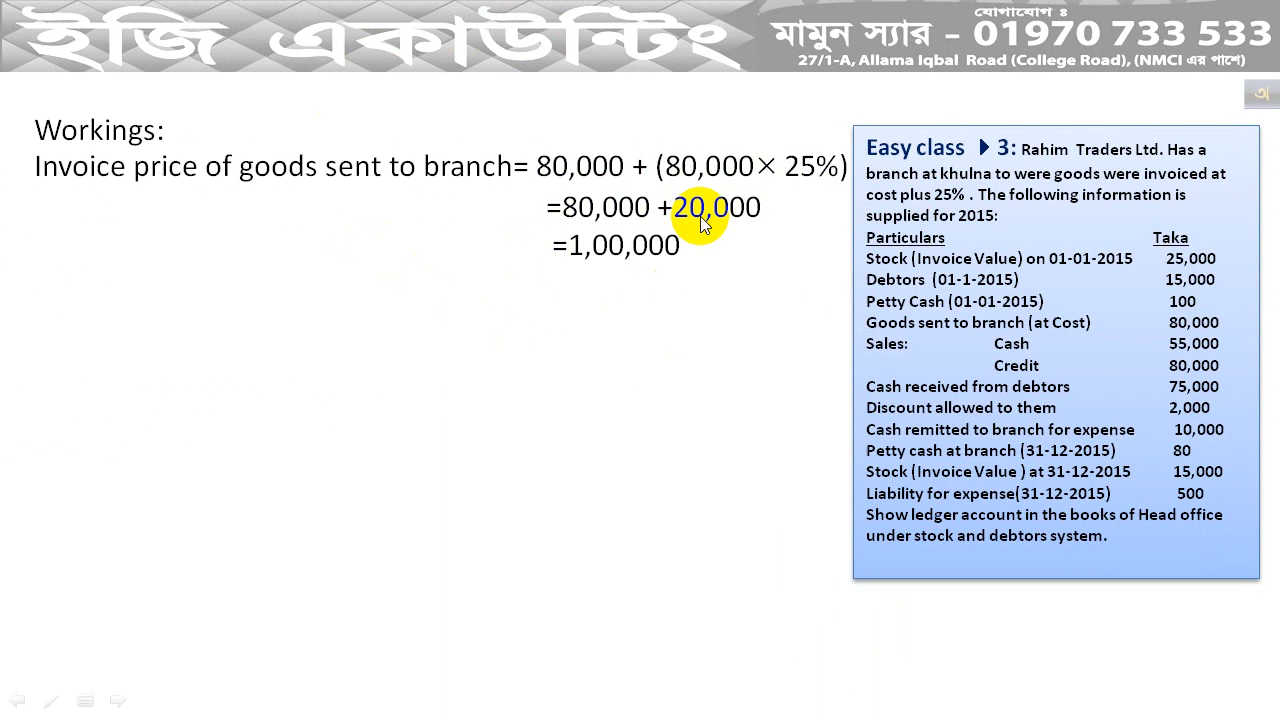 ইজি একাউন্টিং
যোগাযোগ ঃ
মামুন স্যার – 01970 733 533
27/1-A, Allama Iqbal Road (College Road), (NMCI এর পাশে)
অ
Workings:
Invoice price of goods sent to branch= 80,000 + (80,000× 25%)
=80,000 +20,000
=1,00,000
Easy class 3: Rahim Traders Ltd. Has a
branch at khulna to were goods were invoiced at
cost plus 25% . The following information is
supplied for 2015:
Particulars Taka
Stock (Invoice Value) on 01-01-2015 25,000
Debtors (01-1-2015) 15,000
Petty Cash (01-01-2015) 100
Goods sent to branch (at Cost) 80,000
Sales: Cash 55,000
Credit 80,000
Cash received from debtors 75,000
Discount allowed to them 2,000
Cash remitted to branch for expense 10,000
Petty cash at branch (31-12-2015) 80
Stock (Invoice Value ) at 31-12-2015 15,000
Liability for expense(31-12-2015) 500
Show ledger account in the books of Head office
under stock and debtors system.